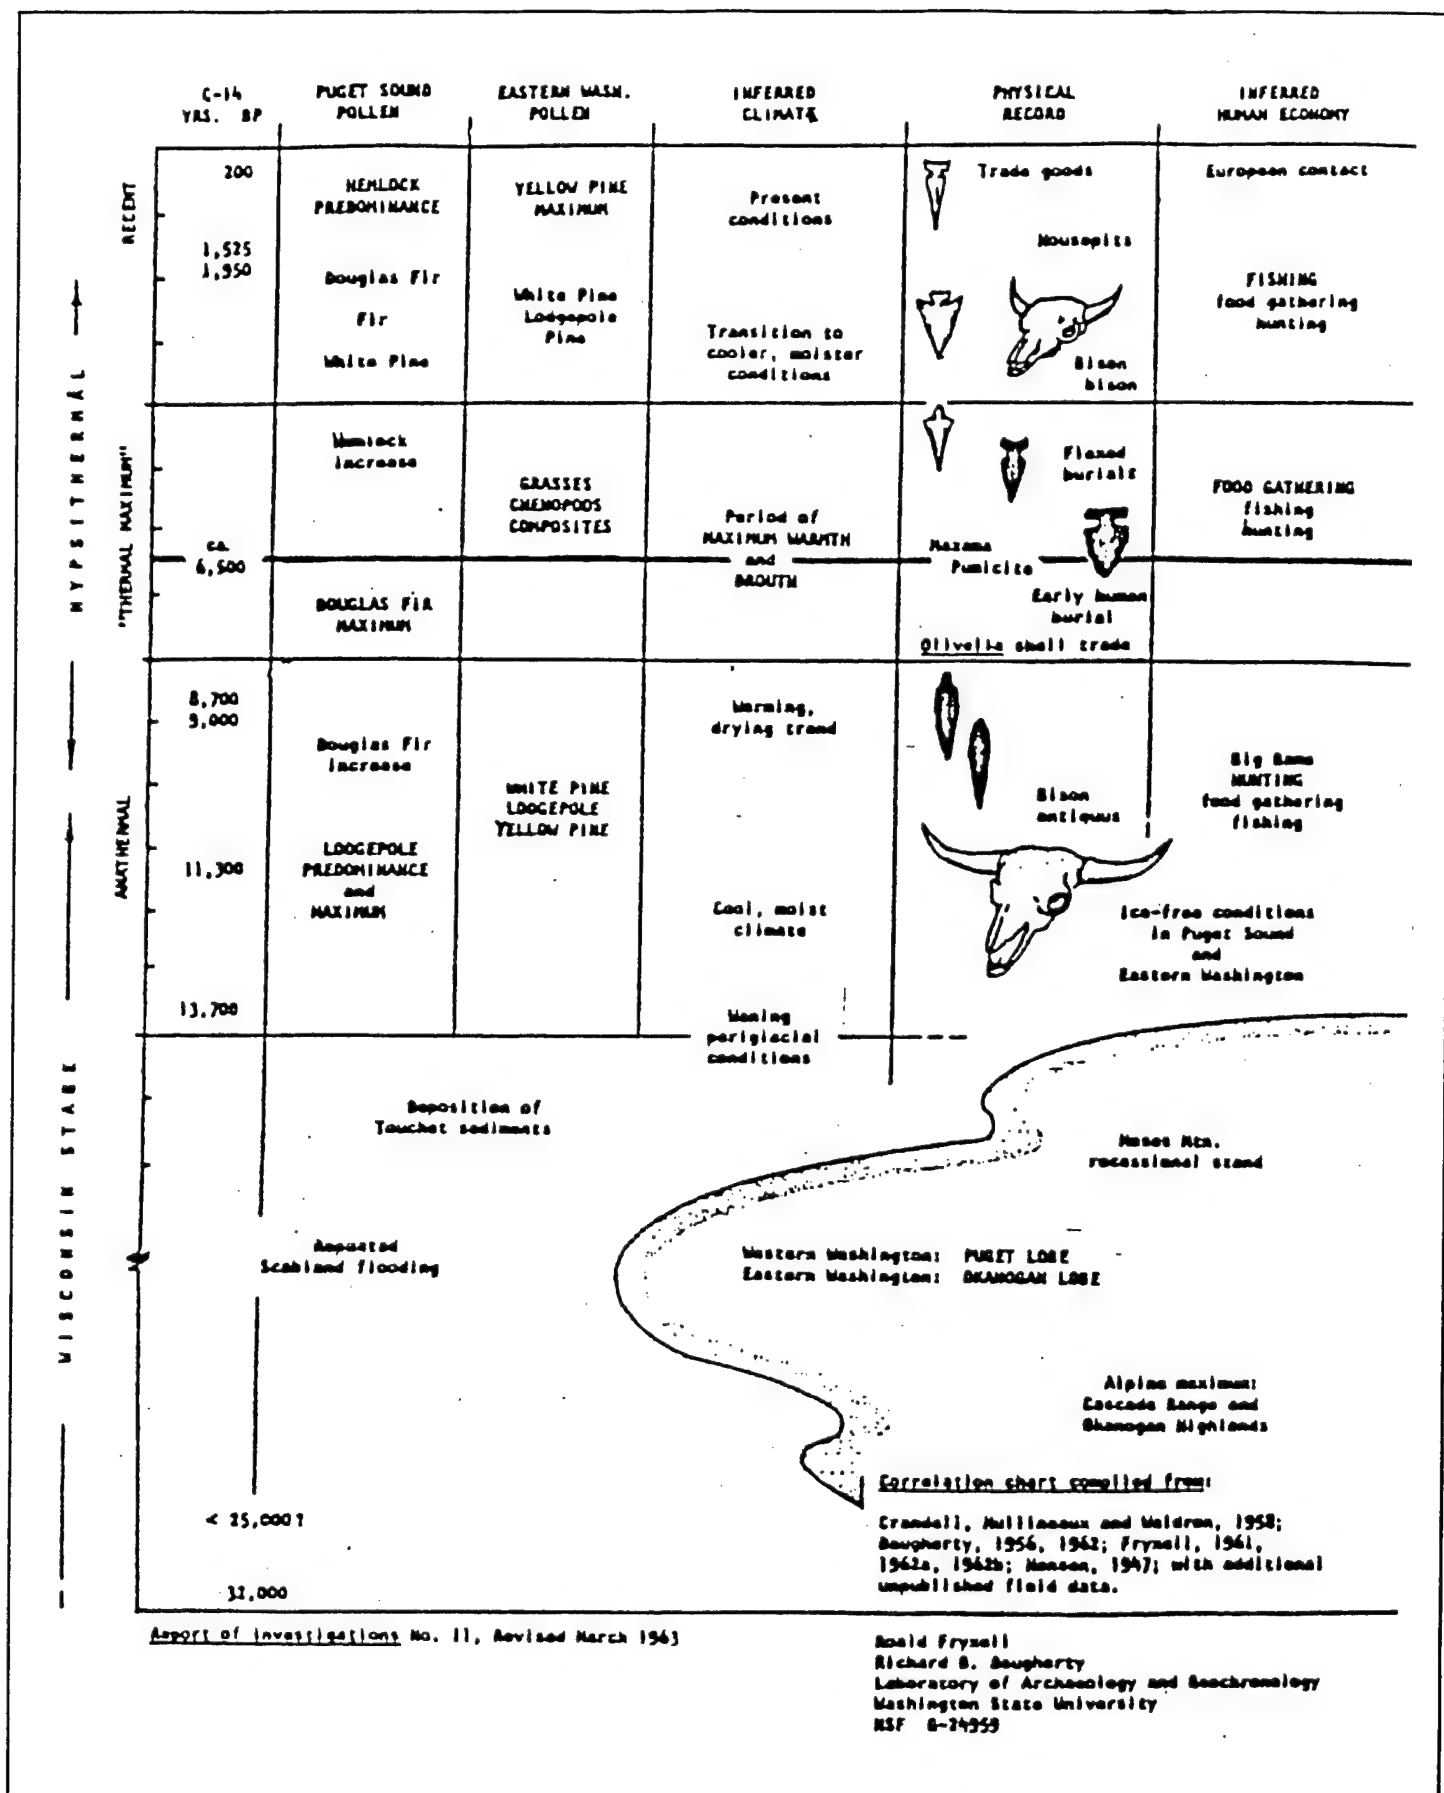 C-14
YRS. BP
PUGET SOUND
POLLEN
EASTERN WASH.
POLLEN
INFERRED
CLIMATE
PHYSICAL
RECORD
INFERRED
HUMAN ECONOMY
RECENT
HYPSITHERMAL
"THERMAL MAXIMUM"
ANATHERMAL
WISCONSIN STAGE
200
HEMLOCK
PREDOMINANCE
YELLOW PINE
MAXIMUM
Present
conditions
Trade goods
European contact
Housepits
1,525
1,950
Douglas Fir
Fir
White Pine
White Pine
Lodgepole
Pine
Transition to
cooler, moister
conditions
Bison
bison
FISHING
food gathering
hunting
Hemlock
increase
GRASSES
CHENOPODS
COMPOSITES
Period of
MAXIMUM WARMTH
and
DROUTH
Flexed
burials
FOOD GATHERING
fishing
hunting
ca.
6,500
Mazama
Pumicite
DOUGLAS FIR
MAXIMUM
Early human
burial
Olivella shell trade
8,700
9,000
Warming,
drying trend
Douglas Fir
increase
WHITE PINE
LODGEPOLE
YELLOW PINE
Bison
antiquus
Big Game
HUNTING
food gathering
fishing
11,300
LODGEPOLE
PREDOMINANCE
and
MAXIMUM
Cool, moist
climate
Ice-free conditions
in Puget Sound
and
Eastern Washington
13,700
Waning
periglacial
conditions
Deposition of
Touchet sediments
Moses Mtn.
recessional stand
Repeated
Scabland flooding
Western Washington: PUGET LOBE
Eastern Washington: OKANOGAN LOBE
Alpine maximum:
Cascade Range and
Okanogan Highlands
< 25,000?
32,000
Correlation chart compiled from:
Crandell, Mullineaux and Waldron, 1958;
Daugherty, 1956, 1962; Fryxell, 1961,
1962a, 1962b; Hansen, 1947; with additional
unpublished field data.
Report of Investigations No. 11, Revised March 1963
Roald Fryxell
Richard D. Daugherty
Laboratory of Archaeology and Geochronology
Washington State University
NSF G-24959